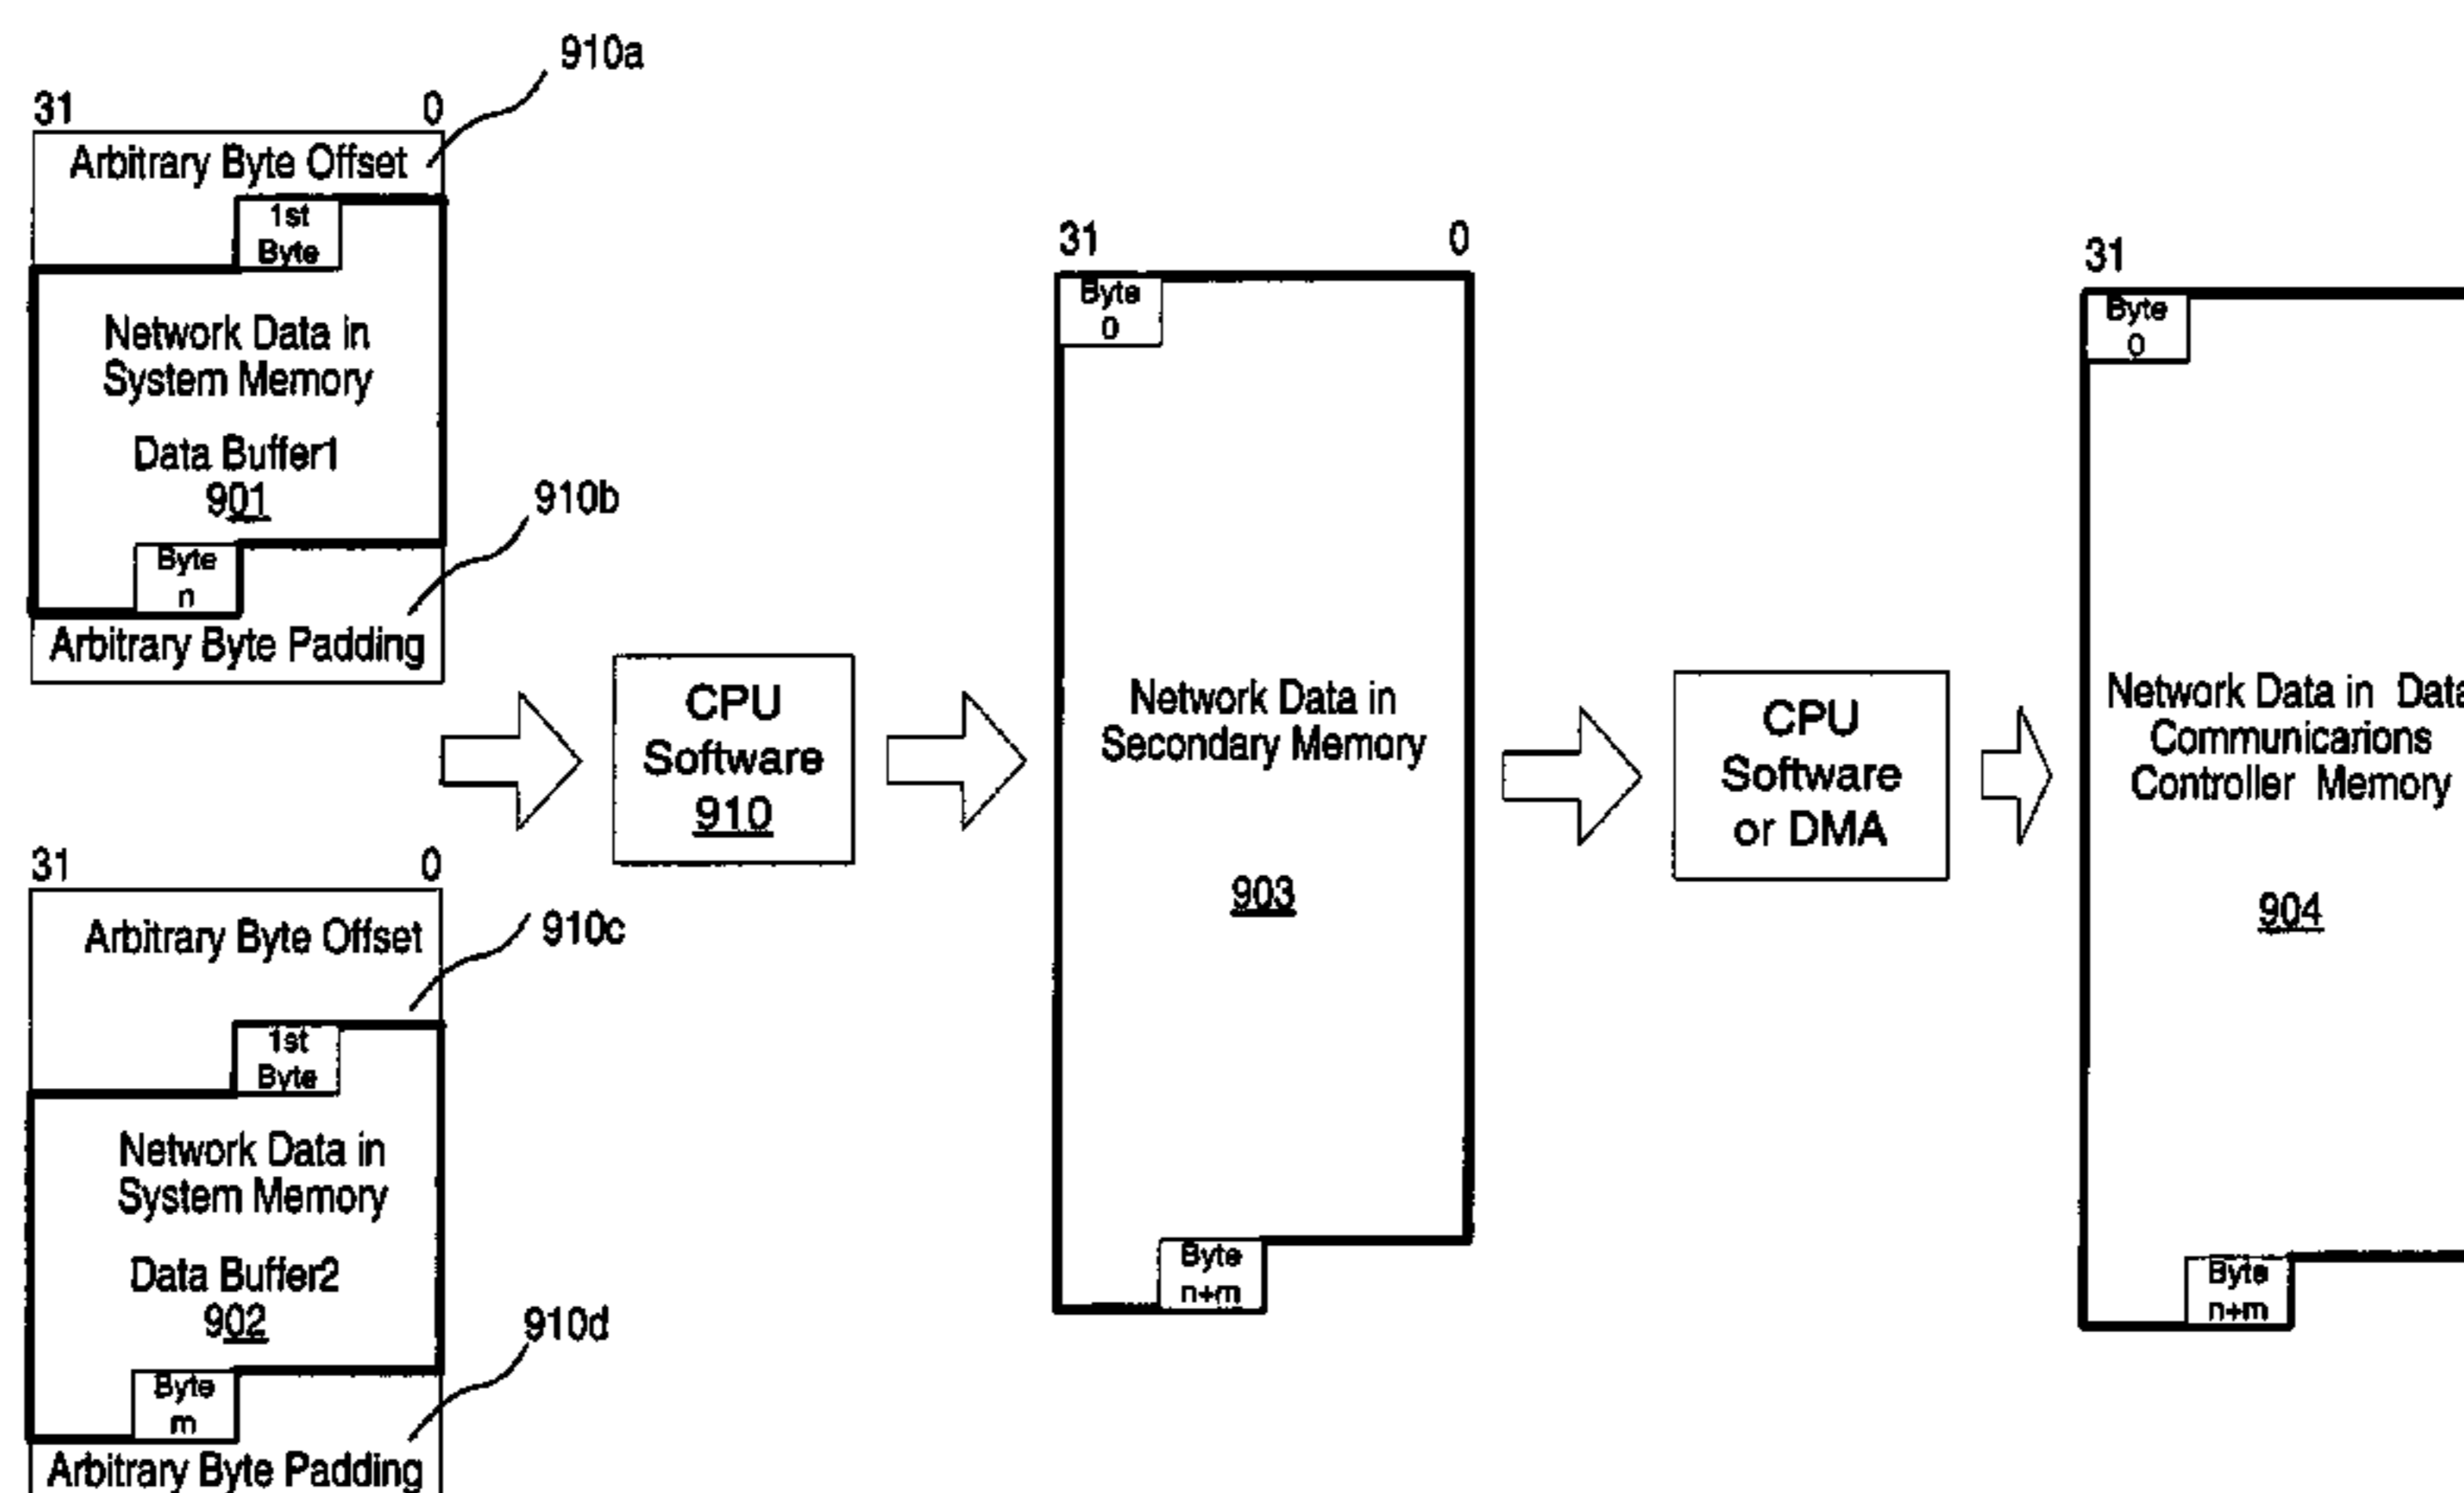 910a
31 0
Arbitrary Byte Offset
1st
Byte
Network Data in
System Memory
Data Buffer1
901
910b
Byte
n
Arbitrary Byte Padding
31 0
Arbitrary Byte Offset
910c
1st
Byte
Network Data in
System Memory
Data Buffer2
902
910d
Byte
m
Arbitrary Byte Padding
CPU
Software
910
31 0
Byte
0
Network Data in
Secondary Memory
903
Byte
n+m
CPU
Software
or DMA
31
Byte
0
Network Data in Data
Communicarions
Controller Memory
904
Byte
n+m